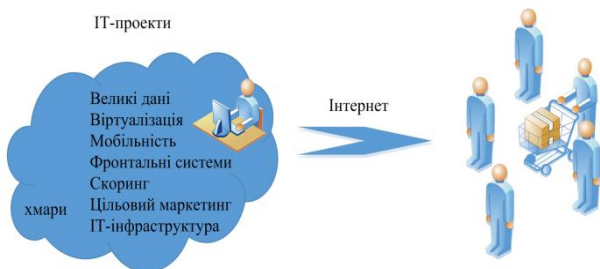 ІТ-проекти
Великі дані
Віртуалізація
Мобільність
Фронтальні системи
Скоринг
хмари
Цільовий маркетинг
ІТ-інфраструктура
Інтернет